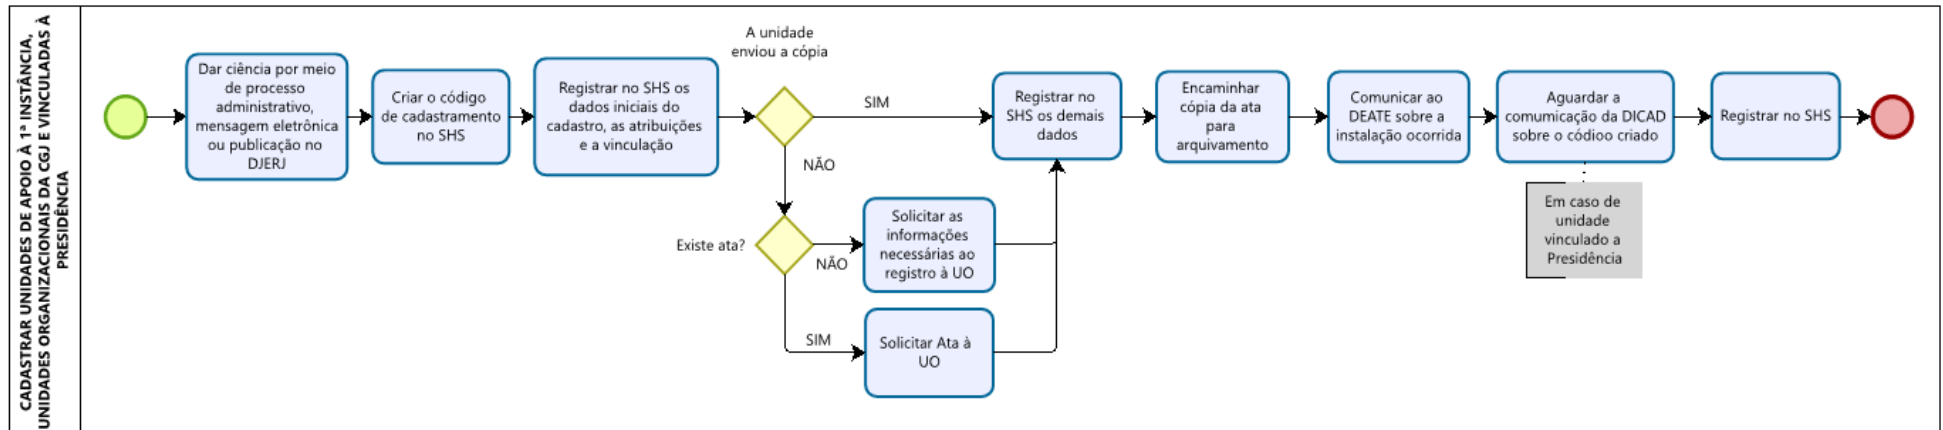 CADASTRAR UNIDADES DE APOIO À 1ª INSTÂNCIA,
UNIDADES ORGANIZACIONAIS DA CGJ E VINCULADAS À
PRESIDÊNCIA
Dar ciência por meio
de processo
administrativo,
mensagem eletrônica
ou publicação no
DJERJ
Criar o código
de cadastramento
no SHS
Registrar no SHS os
dados iniciais do
cadastro, as atribuições
e a vinculação
A unidade
enviou a cópia
SIM
NÃO
Existe ata?
NÃO
SIM
Solicitar as
informações
necessárias ao
registro à UO
Solicitar Ata à
UO
Registrar no
SHS os demais
dados
Encaminhar
cópia da ata
para
arquivamento
Comunicar ao
DEATE sobre a
instalação ocorrida
Aguardar a
comumicação da DICAD
sobre o códioo criado
Em caso de
unidade
vinculado a
Presidência
Registrar no SHS